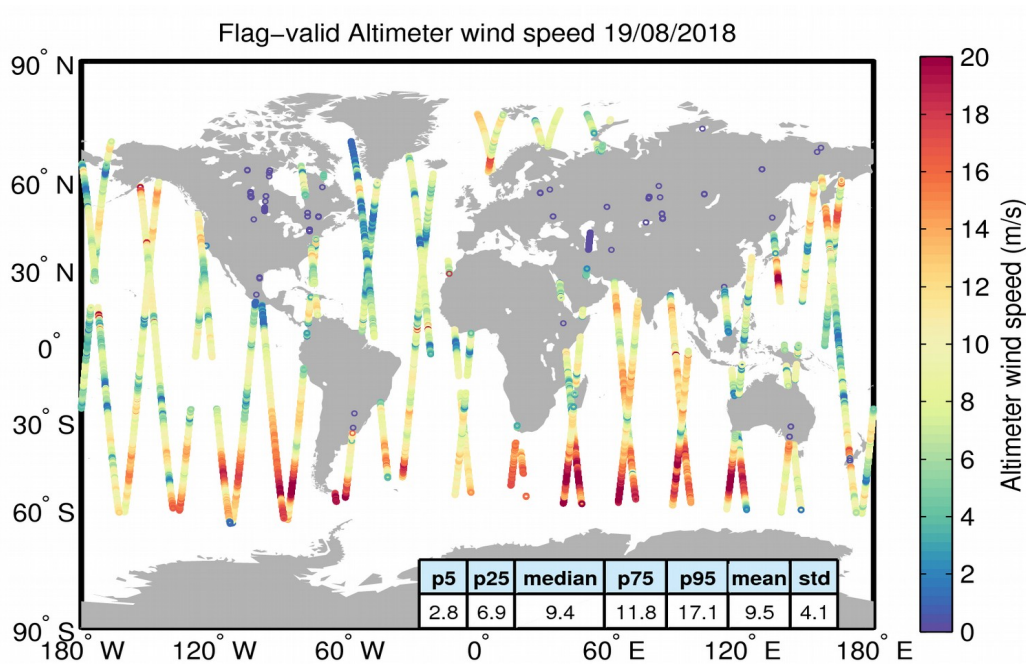 Flag−valid Altimeter wind speed 19/08/2018
90° N
60° N
30° N
0°
30° S
60° S
90° S
180° W
120° W
60° W
0°
60° E
120° E
180° E
p5 p25 median p75 p95 mean std
2.8 6.9 9.4 11.8 17.1 9.5 4.1
20
18
16
14
12
10
8
6
4
2
0
Altimeter wind speed (m/s)